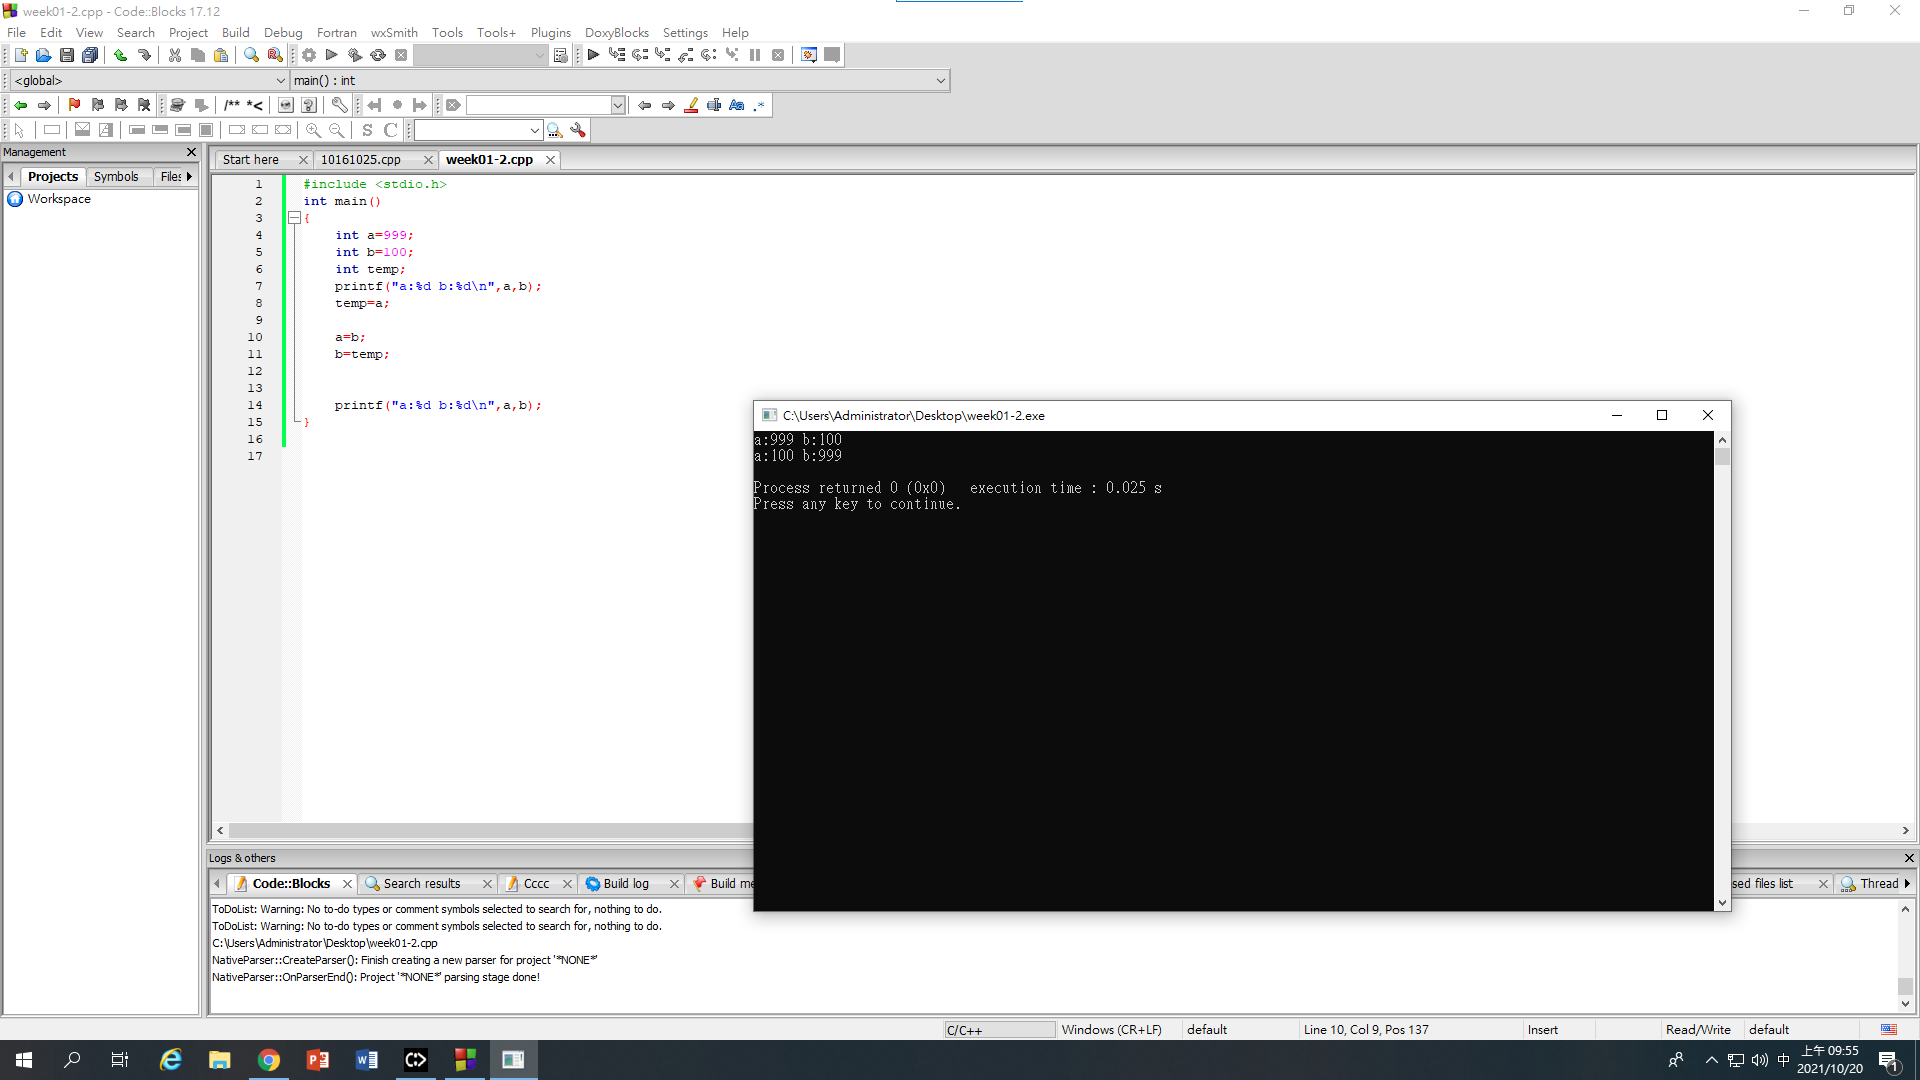 week01-2.cpp - Code::Blocks 17.12
File Edit View Search Project Build Debug Fortran wxSmith Tools Tools+ Plugins DoxyBlocks Settings Help
<global> main() : int
/** *<
Aa .*
S C
Management
Projects Symbols Files
Workspace
Start here 10161025.cpp week01-2.cpp
1 #include <stdio.h>
2 int main()
3 {
4 int a=999;
5 int b=100;
6 int temp;
7 printf("a:%d b:%d\n",a,b);
8 temp=a;
9
10 a=b;
11 b=temp;
12
13
14 printf("a:%d b:%d\n",a,b);
15 }
16
17
C:\Users\Administrator\Desktop\week01-2.exe
a:999 b:100
a:100 b:999
Process returned 0 (0x0) execution time : 0.025 s
Press any key to continue.
Logs & others
Code::Blocks Search results Cccc Build log Build me sed files list Thread
ToDoList: Warning: No to-do types or comment symbols selected to search for, nothing to do.
ToDoList: Warning: No to-do types or comment symbols selected to search for, nothing to do.
C:\Users\Administrator\Desktop\week01-2.cpp
NativeParser::CreateParser(): Finish creating a new parser for project '*NONE*'
NativeParser::OnParserEnd(): Project '*NONE*' parsing stage done!
C/C++ Windows (CR+LF) default Line 10, Col 9, Pos 137 Insert Read/Write default
中 上午 09:55
2021/10/20 1